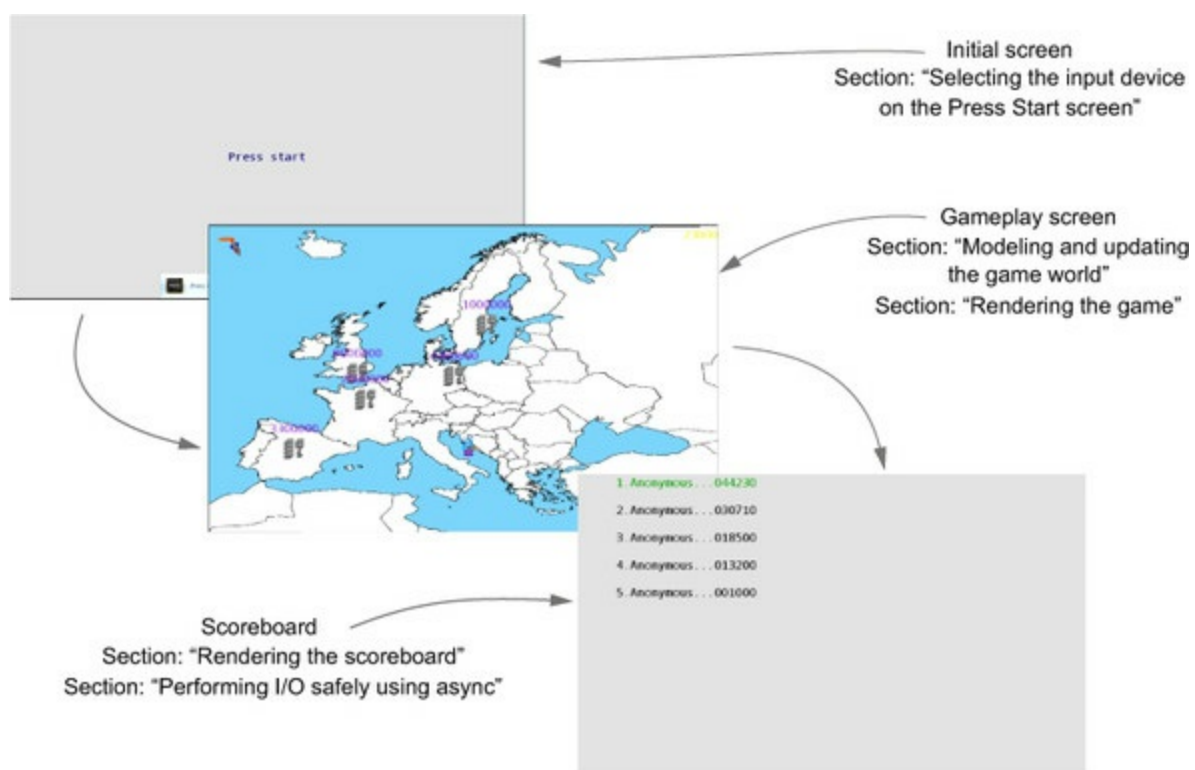 Initial screen
Section: “Selecting the input device
on the Press Start screen”
Press start
Gameplay screen
Section: “Modeling and updating
the game world”
Section: “Rendering the game”
1000000
1. Anonymous...044230
2. Anonymous...030710
3. Anonymous...018500
4. Anonymous...013200
5. Anonymous...001000
Scoreboard
Section: “Rendering the scoreboard”
Section: “Performing I/O safely using async”